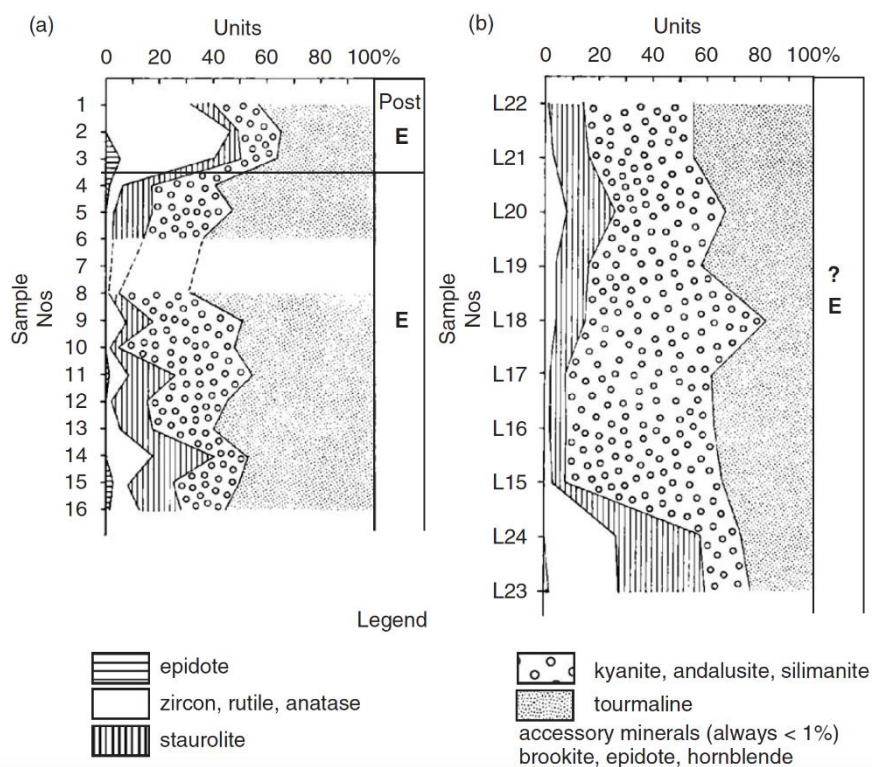 (a)
Units
0 20 40 60 80 100%
Sample
Nos
1
2
3
4
5
6
7
8
9
10
11
12
13
14
15
16
Post
E
E
(b)
Units
0 20 40 60 80 100%
Sample
Nos
L22
L21
L20
L19
L18
L17
L16
L15
L24
L23
?
E
Legend
epidote
zircon, rutile, anatase
staurolite
kyanite, andalusite, silimanite
tourmaline
accessory minerals (always < 1%)
brookite, epidote, hornblende